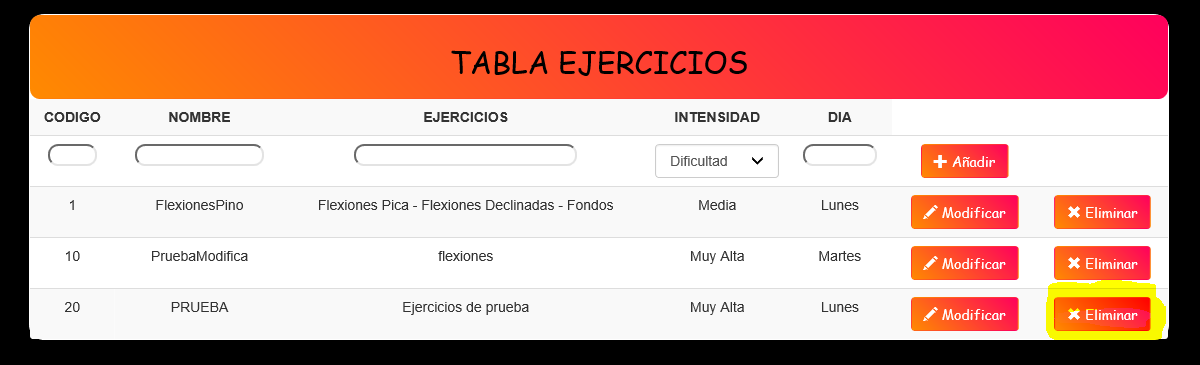 TABLA EJERCICIOS
CODIGO NOMBRE EJERCICIOS INTENSIDAD DIA
Dificultad Añadir
1 FlexionesPino Flexiones Pica - Flexiones Declinadas - Fondos Media Lunes Modificar Eliminar
10 PruebaModifica flexiones Muy Alta Martes Modificar Eliminar
20 PRUEBA Ejercicios de prueba Muy Alta Lunes Modificar Eliminar